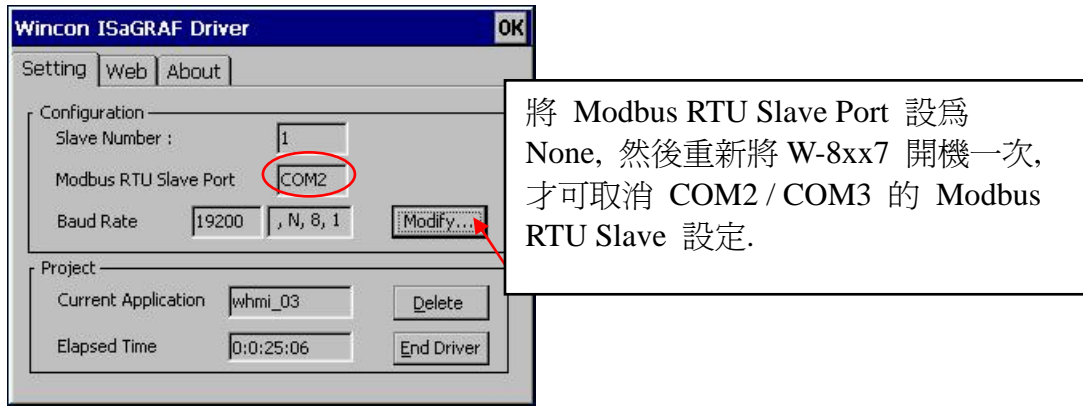 Wincon ISaGRAF Driver OK
Setting Web About
Configuration
Slave Number : 1
Modbus RTU Slave Port COM2
Baud Rate 19200 , N, 8, 1 Modify...
Project
Current Application whmi_03 Delete
Elapsed Time 0:0:25:06 End Driver
將 Modbus RTU Slave Port 設爲
None, 然後重新將 W-8xx7 開機一次,
才可取消 COM2 / COM3 的 Modbus
RTU Slave 設定.